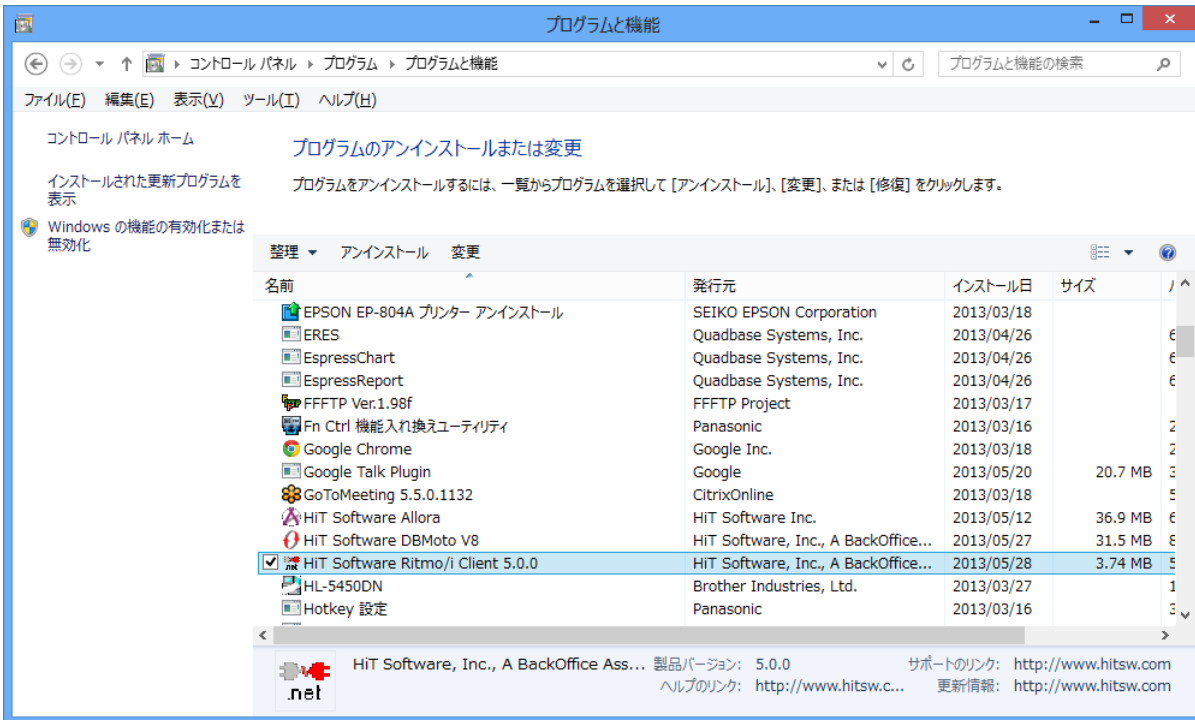 プログラムと機能
コントロール パネル ▸ プログラム ▸ プログラムと機能
プログラムと機能の検索
ファイル(F) 編集(E) 表示(V) ツール(T) ヘルプ(H)
コントロール パネル ホーム
インストールされた更新プログラムを
表示
Windows の機能の有効化または
無効化
プログラムのアンインストールまたは変更
プログラムをアンインストールするには、一覧からプログラムを選択して [アンインストール]、[変更]、または [修復] をクリックします。
整理 アンインストール 変更
名前 発行元 インストール日 サイズ
EPSON EP-804A プリンター アンインストール SEIKO EPSON Corporation 2013/03/18
ERES Quadbase Systems, Inc. 2013/04/26
EspressChart Quadbase Systems, Inc. 2013/04/26
EspressReport Quadbase Systems, Inc. 2013/04/26
FFFTP Ver.1.98f FFFTP Project 2013/03/17
Fn Ctrl 機能入れ換えユーティリティ Panasonic 2013/03/16
Google Chrome Google Inc. 2013/03/18
Google Talk Plugin Google 2013/05/20 20.7 MB
GoToMeeting 5.5.0.1132 CitrixOnline 2013/03/18
HiT Software Allora HiT Software Inc. 2013/05/12 36.9 MB
HiT Software DBMoto V8 HiT Software, Inc., A BackOffice... 2013/05/27 31.5 MB
HiT Software Ritmo/i Client 5.0.0 HiT Software, Inc., A BackOffice... 2013/05/28 3.74 MB
HL-5450DN Brother Industries, Ltd. 2013/03/27
Hotkey 設定 Panasonic 2013/03/16
HiT Software, Inc., A BackOffice Ass... 製品バージョン: 5.0.0 サポートのリンク: http://www.hitsw.com
.net ヘルプのリンク: http://www.hitsw.c... 更新情報: http://www.hitsw.com